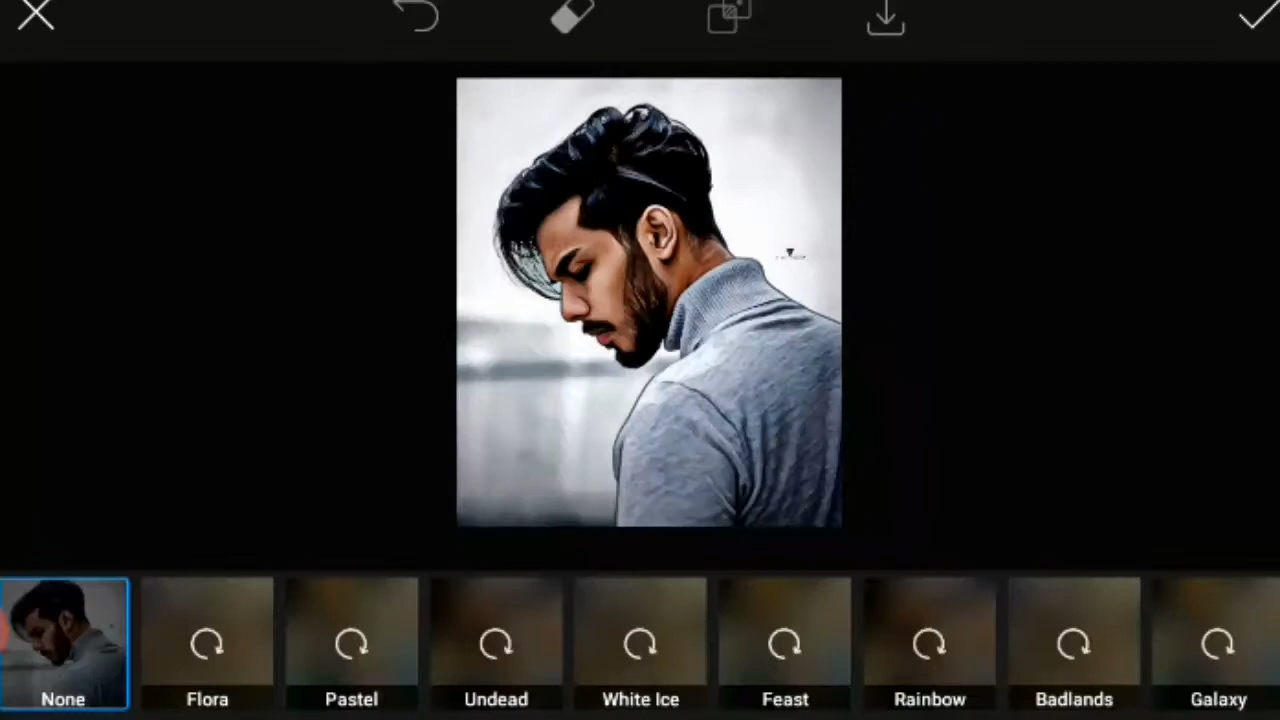 None
Flora
Pastel
Undead
White Ice
Feast
Rainbow
Badlands
Galaxy